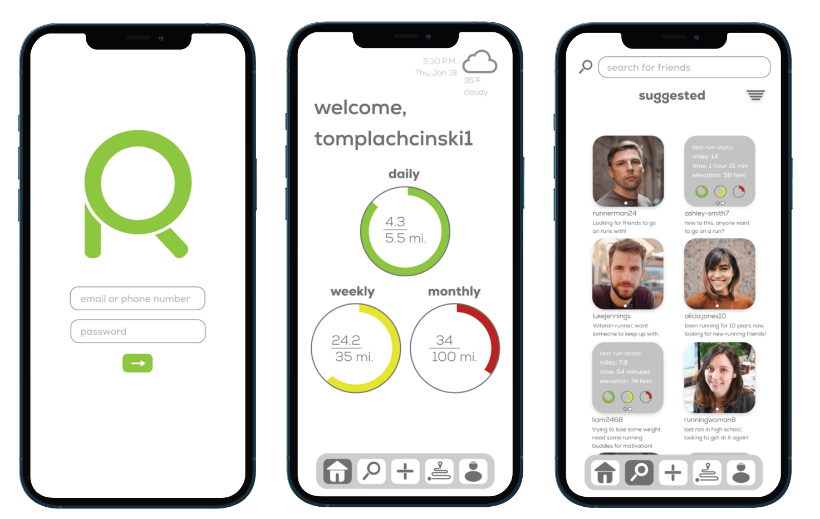 email or phone number
password
5:30 P.M.
Thu, Jan 19
35°F
cloudy
welcome,
tomplachcinski1
daily
4.3
5.5 mi.
weekly
24.2
35 mi.
monthly
34
100 mi.
search for friends
suggested
runnerman24
Looking for friends to go
on runs with!
last run stats:
miles: 14
time: 1 hour 15 min
elevation: 36 feet
ashley-smith7
new to this, anyone want
to go on a run?
lukejennings
Veteran runner, want
someone to keep up with
alicia jones10
been running for 10 years now,
looking for new running friends!
last run stats:
miles: 7.9
time: 54 minutes
elevation: 74 feet
liam2468
trying to lose some weight,
need some running
buddies for motivation!
runningwoman8
last ran in high school,
looking to get at it again!